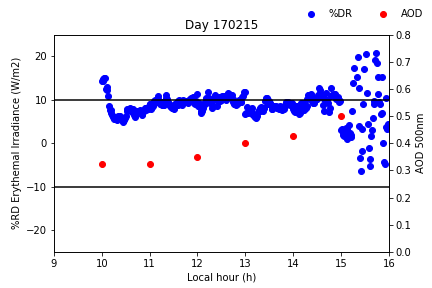 %DR AOD
Day 170215
%RD Erythemal Irradiance (W/m2)
20
10
0
−10
−20
0.8
0.7
0.6
0.5
0.4
0.3
0.2
0.1
0.0
AOD 500nm
9 10 11 12 13 14 15 16
Local hour (h)